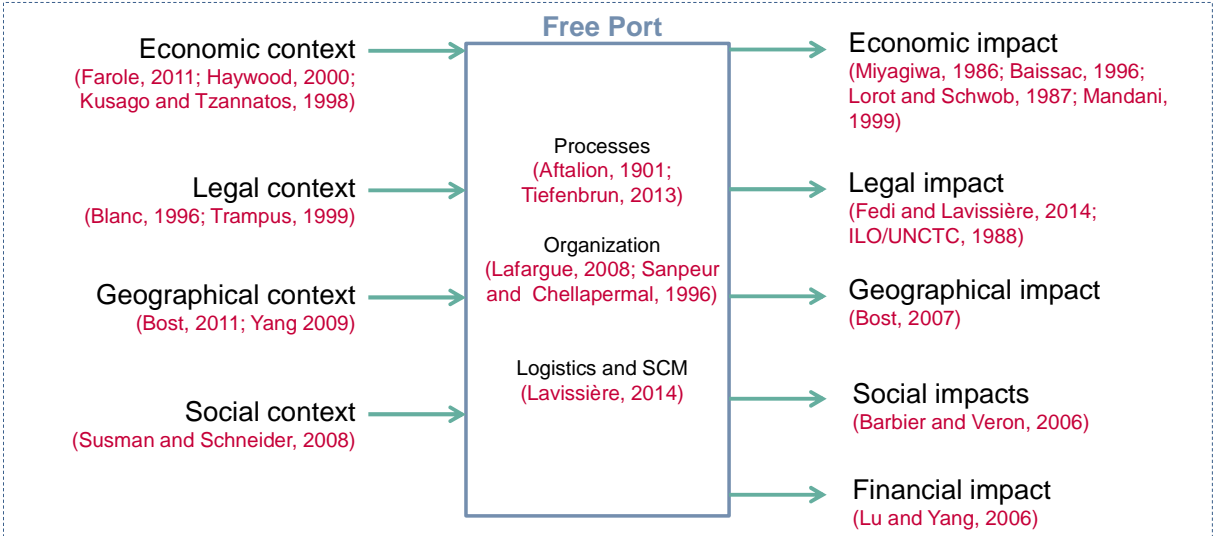 Free Port
Economic context
(Farole, 2011; Haywood, 2000;
Kusago and Tzannatos, 1998)
Legal context
(Blanc, 1996; Trampus, 1999)
Geographical context
(Bost, 2011; Yang 2009)
Social context
(Susman and Schneider, 2008)
Processes
(Aftalion, 1901;
Tiefenbrun, 2013)
Organization
(Lafargue, 2008; Sanpeur
and Chellapermal, 1996)
Logistics and SCM
(Lavissière, 2014)
Economic impact
(Miyagiwa, 1986; Baissac, 1996;
Lorot and Schwob, 1987; Mandani,
1999)
Legal impact
(Fedi and Lavissière, 2014;
ILO/UNCTC, 1988)
Geographical impact
(Bost, 2007)
Social impacts
(Barbier and Veron, 2006)
Financial impact
(Lu and Yang, 2006)